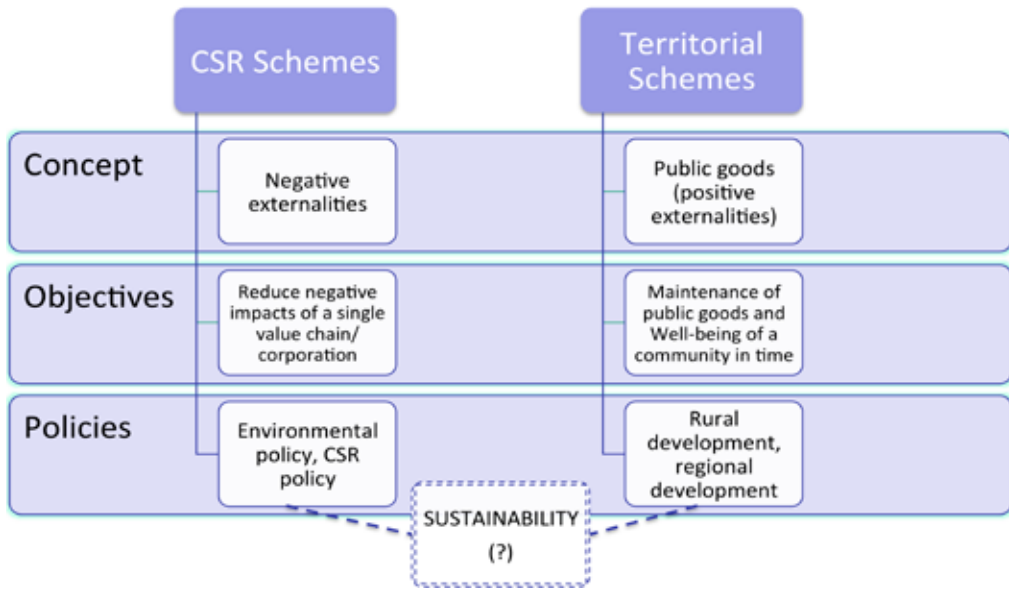 CSR Schemes
Territorial
Schemes
Concept
Negative
externalities
Public goods
(positive
externalities)
Objectives
Reduce negative
impacts of a single
value chain/
corporation
Maintenance of
public goods and
Well-being of a
community in time
Policies
Environmental
policy, CSR
policy
Rural
development,
regional
development
SUSTAINABILITY
(?)